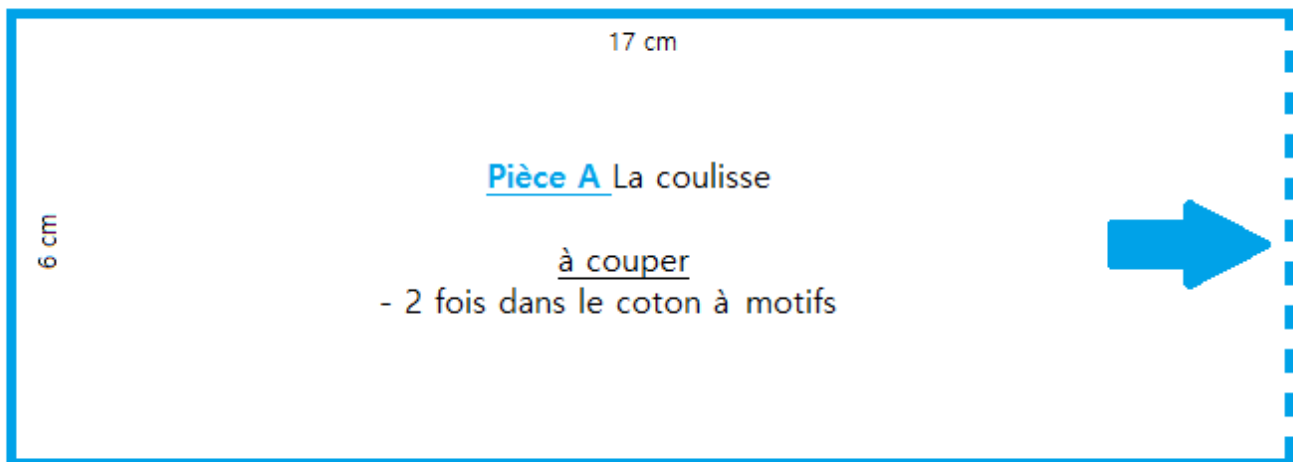 17 cm
Pièce A La coulisse
6 cm
à couper
- 2 fois dans le coton à motifs